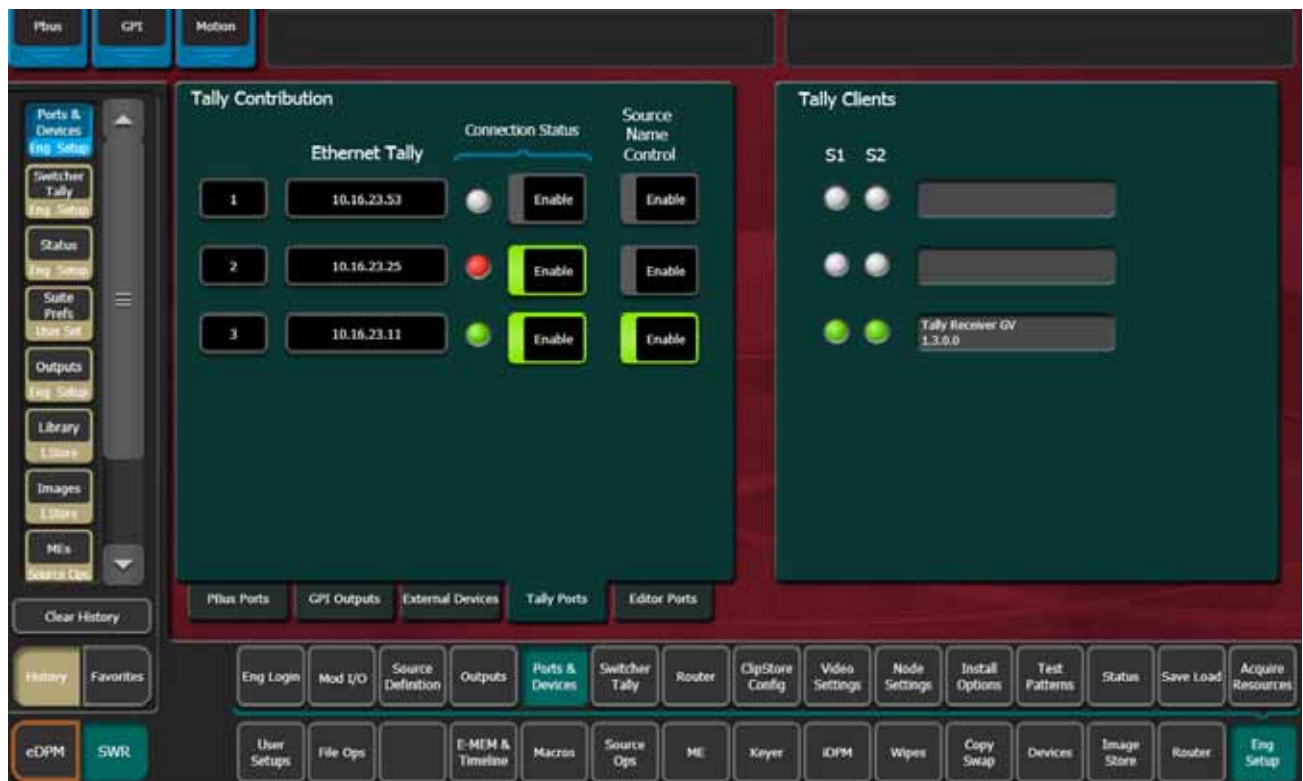 PBus
GPI
Motion
Ports &
Devices
Eng Setup
Switcher
Tally
Eng Setup
Status
Eng Setup
Suite
Prefs
User Set
Outputs
Eng Setup
Library
I.Store
Images
I.Store
MEs
Source Ops
Clear History
History
Favorites
eDPM
SWR
Tally Contribution
Ethernet Tally
Connection Status
Source
Name
Control
1
10.16.23.53
Enable
Enable
2
10.16.23.25
Enable
Enable
3
10.16.23.11
Enable
Enable
Tally Clients
S1 S2
Tally Receiver GV
1.3.0.0
PBus Ports
GPI Outputs
External Devices
Tally Ports
Editor Ports
Eng Login
Mod I/O
Source
Definition
Outputs
Ports &
Devices
Switcher
Tally
Router
ClipStore
Config
Video
Settings
Node
Settings
Install
Options
Test
Patterns
Status
Save Load
Acquire
Resources
User
Setups
File Ops
E-MEM &
Timeline
Macros
Source
Ops
ME
Keyer
iDPM
Wipes
Copy
Swap
Devices
Image
Store
Router
Eng
Setup